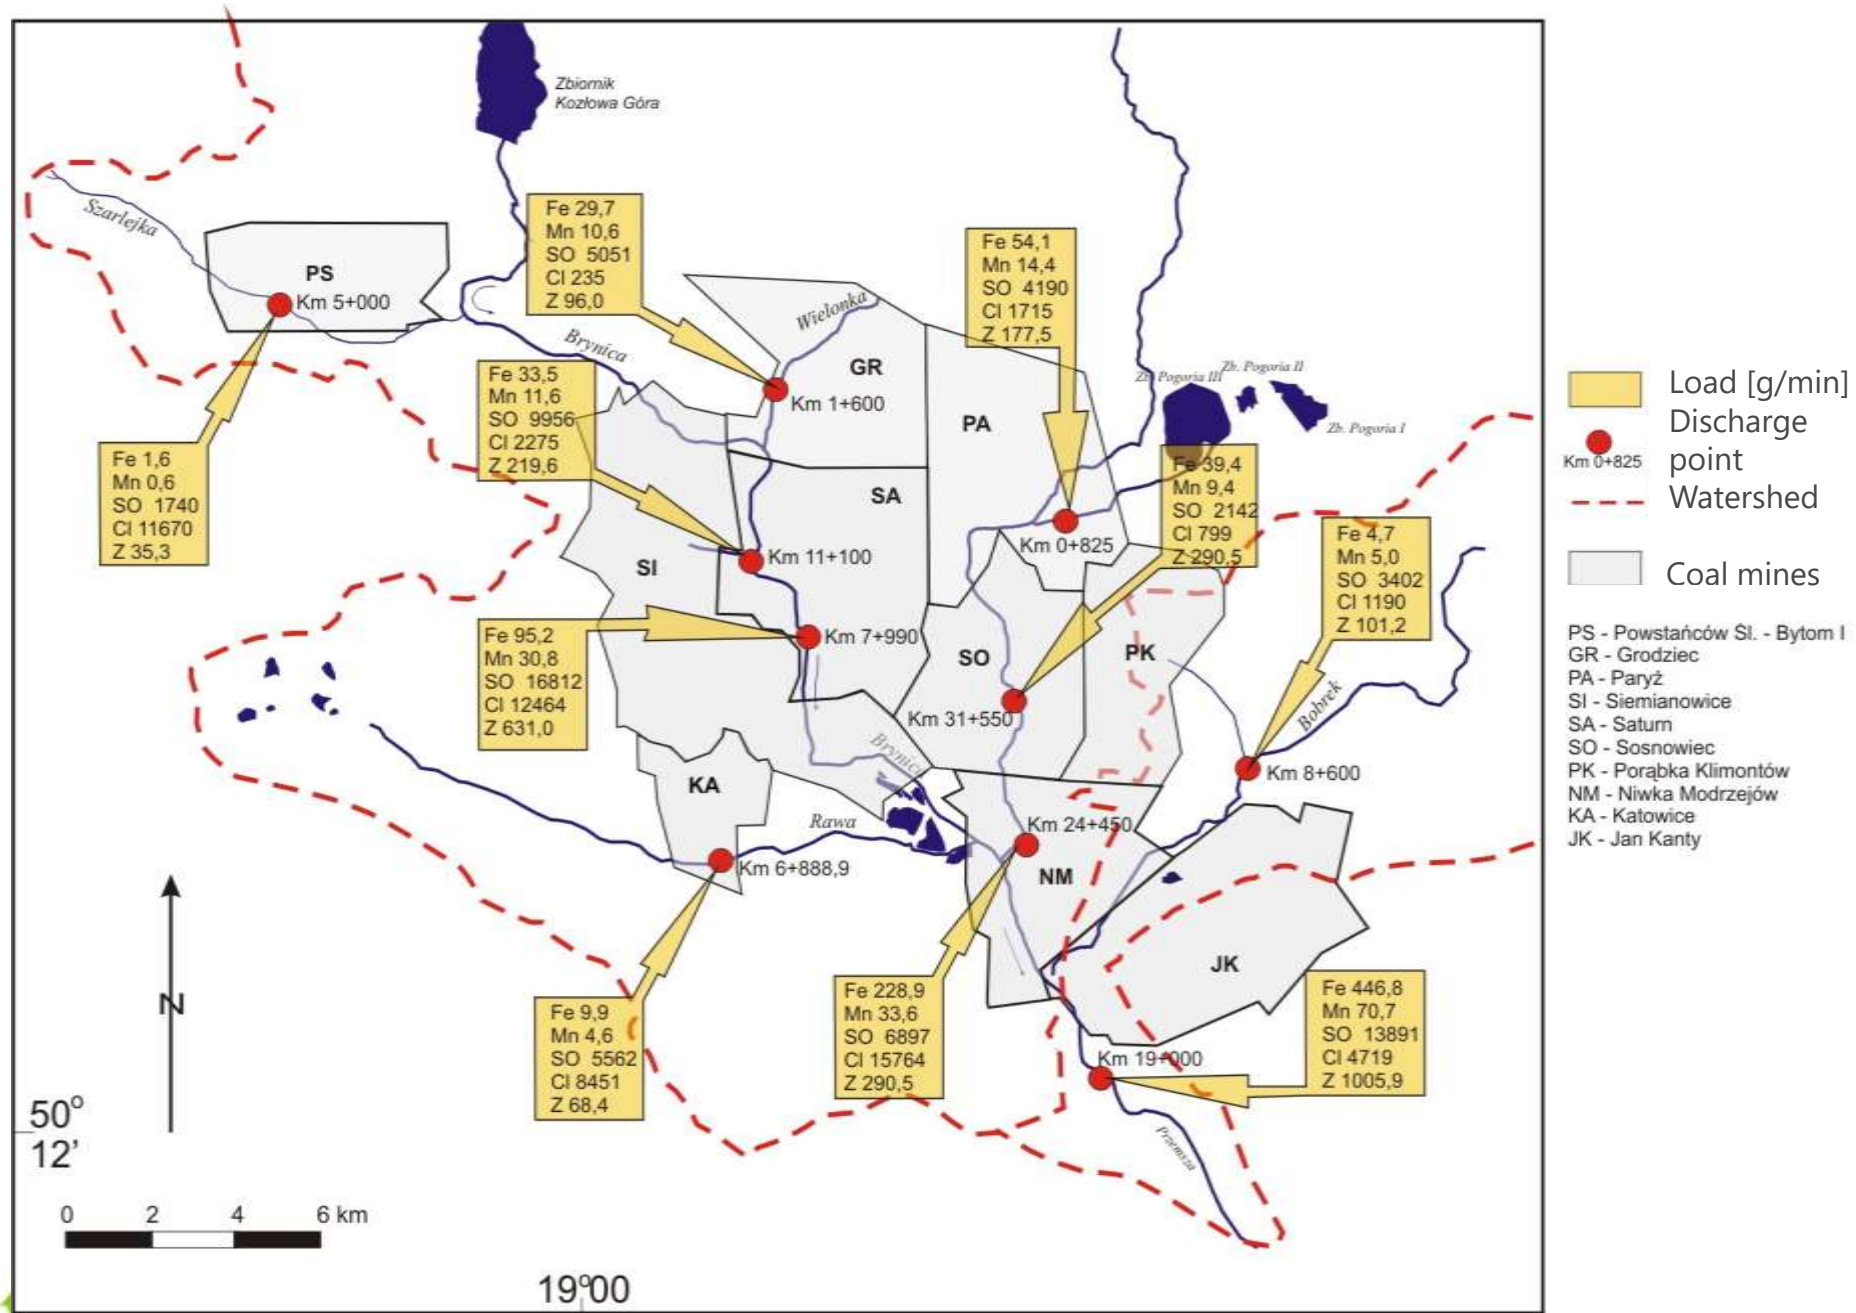 Zbiornik
Kozłowa Góra
Szarlejka
PS
Km 5+000
Fe 29,7
Mn 10,6
SO 5051
Cl 235
Z 96,0
Fe 54,1
Mn 14,4
SO 4190
Cl 1715
Z 177,5
Wielonka
Brynica
GR
Km 1+600
PA
Zb. Pogoria III
Zb. Pogoria II
Zb. Pogoria I
Fe 33,5
Mn 11,6
SO 9956
Cl 2275
Z 219,6
Fe 1,6
Mn 0,6
SO 1740
Cl 11670
Z 35,3
Fe 39,4
Mn 9,4
SO 2142
Cl 799
Z 290,5
SA
Km 11+100
Km 0+825
SI
Fe 4,7
Mn 5,0
SO 3402
Cl 1190
Z 101,2
Fe 95,2
Mn 30,8
SO 16812
Cl 12464
Z 631,0
Km 7+990
SO
PK
Km 31+550
Bobrek
Brynica
Km 8+600
KA
Rawa
Km 24+450
Km 6+888,9
NM
JK
Fe 9,9
Mn 4,6
SO 5562
Cl 8451
Z 68,4
Fe 228,9
Mn 33,6
SO 6897
Cl 15764
Z 290,5
Fe 446,8
Mn 70,7
SO 13891
Cl 4719
Z 1005,9
Km 19+000
Przemsza
N
50°
12'
0 2 4 6 km
19°00
Load [g/min]
Discharge
point
Km 0+825
Watershed
Coal mines
PS - Powstańców Sl. - Bytom I
GR - Grodziec
PA - Paryż
SI - Siemianowice
SA - Saturn
SO - Sosnowiec
PK - Porąbka Klimontów
NM - Niwka Modrzejów
KA - Katowice
JK - Jan Kanty